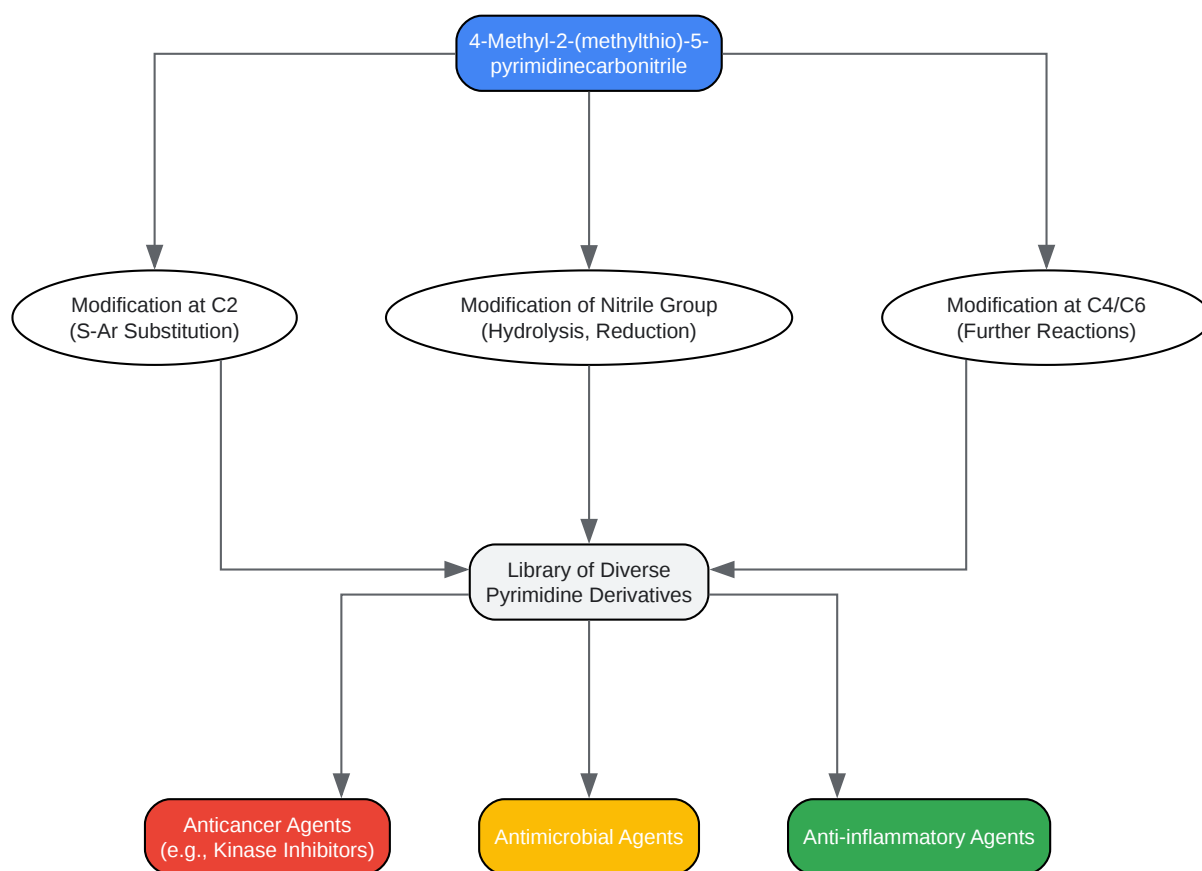 4-Methyl-2-(methylthio)-5-
pyrimidinecarbonitrile
Modification at C2
(S-Ar Substitution)
Modification of Nitrile Group
(Hydrolysis, Reduction)
Modification at C4/C6
(Further Reactions)
Library of Diverse
Pyrimidine Derivatives
Anticancer Agents
(e.g., Kinase Inhibitors)
Antimicrobial Agents
Anti-inflammatory Agents